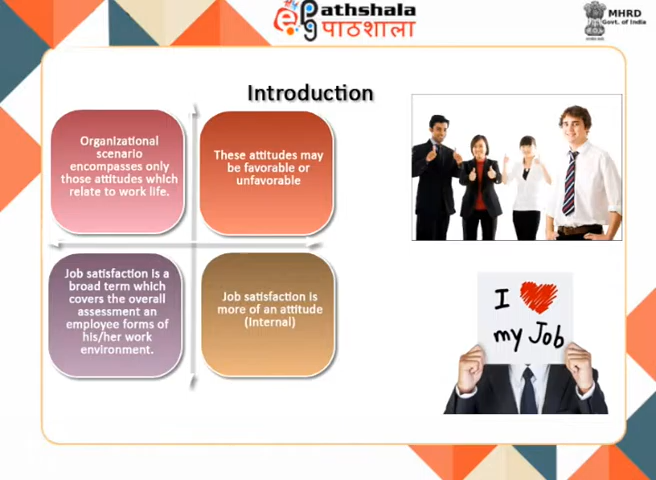 Pathshala
पाठशाला
MHRD
Govt. of India
Introduction
Organizational
scenario
encompasses only
those attitudes which
relate to work life.
These attitudes may
be favorable or
unfavorable
Job satisfaction is a
broad term which
covers the overall
assessment an
employee forms of
his/her work
environment.
Job satisfaction is
more of an attitude
(Internal)
I
my Job